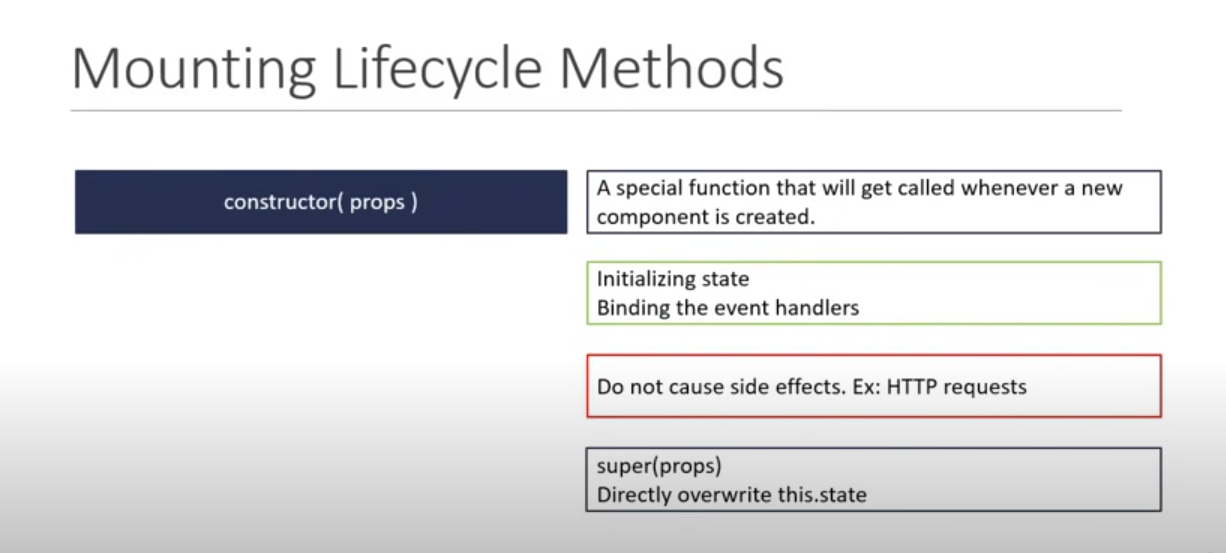 Mounting Lifecycle Methods
constructor( props )
A special function that will get called whenever a new
component is created.
Initializing state
Binding the event handlers
Do not cause side effects. Ex: HTTP requests
super(props)
Directly overwrite this.state